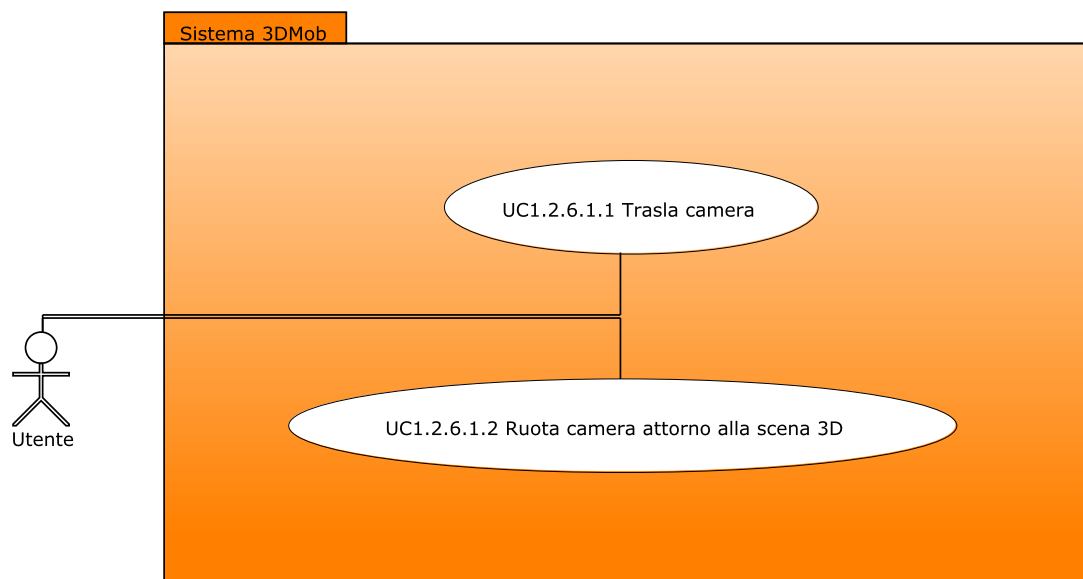 Sistema 3DMob
UC1.2.6.1.1 Trasla camera
UC1.2.6.1.2 Ruota camera attorno alla scena 3D
Utente